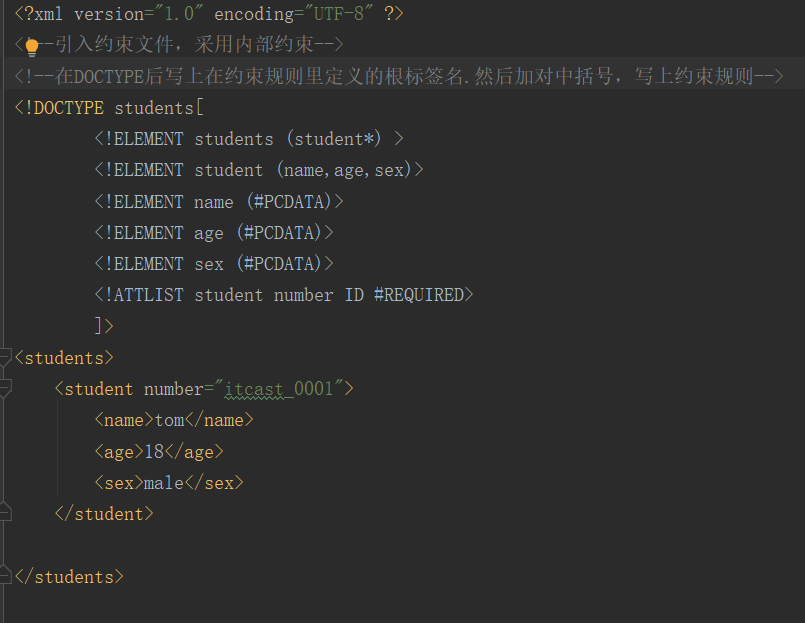 <?xml version="1.0" encoding="UTF-8" ?>
<!--引入约束文件，采用内部约束-->
<!--在DOCTYPE后写上在约束规则里定义的根标签名.然后加对中括号，写上约束规则-->
<!DOCTYPE students[
        <!ELEMENT students (student*) >
        <!ELEMENT student (name,age,sex)>
        <!ELEMENT name (#PCDATA)>
        <!ELEMENT age (#PCDATA)>
        <!ELEMENT sex (#PCDATA)>
        <!ATTLIST student number ID #REQUIRED>
        ]>
<students>
    <student number="itcast_0001">
        <name>tom</name>
        <age>18</age>
        <sex>male</sex>
    </student>
</students>